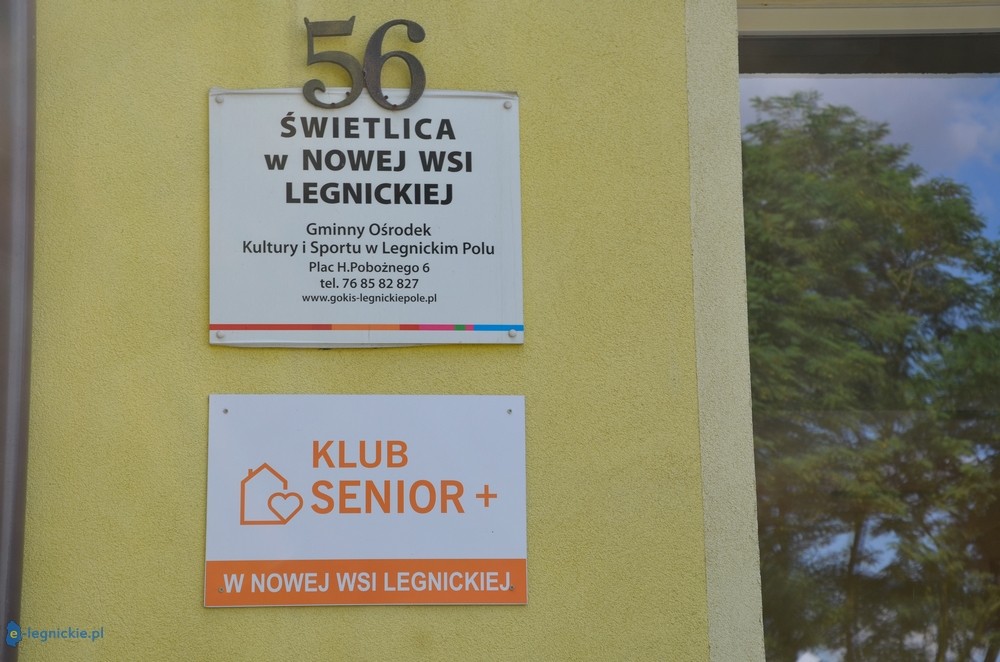 56
ŚWIETLICA
w NOWEJ WSI
LEGNICKIEJ
Gminny Ośrodek
Kultury i Sportu w Legnickim Polu
Plac H.Pobożnego 6
tel. 76 85 82 827
www.gokis-legnickiepole.pl
KLUB
SENIOR +
W NOWEJ WSI LEGNICKIEJ
e-legnickie.pl